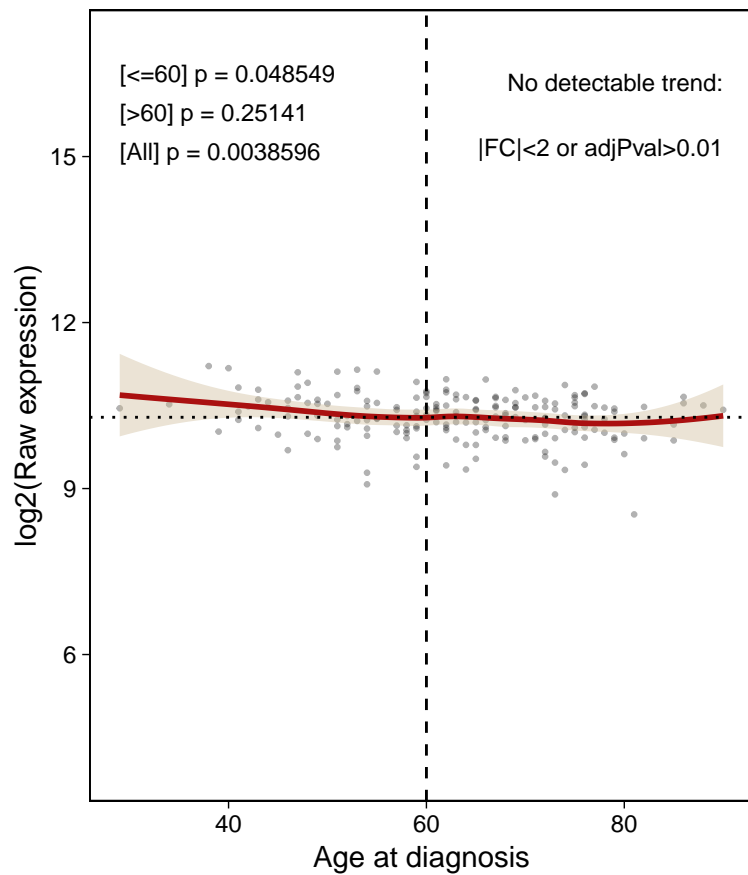 [<=60] p = 0.048549
[>60] p = 0.25141
[All] p = 0.0038596
No detectable trend:
|FC|<2 or adjPval>0.01
log2(Raw expression)
15
12
9
6
40
60
80
Age at diagnosis